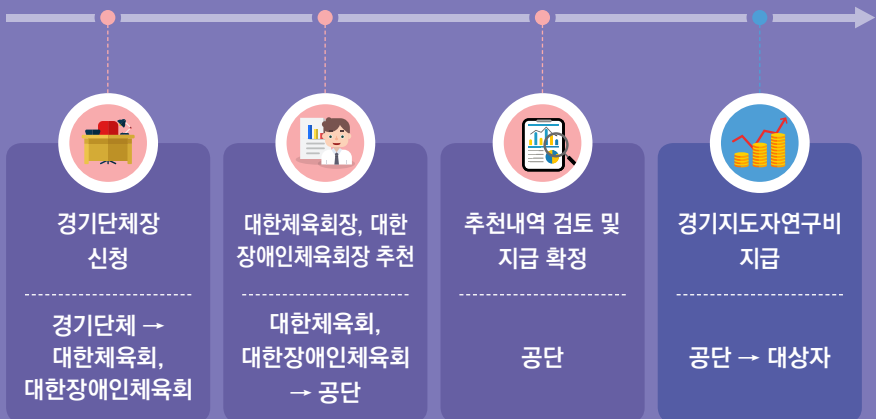 경기단체장
신청
경기단체 →
대한체육회,
대한장애인체육회
대한체육회장, 대한
장애인체육회장 추천
대한체육회,
대한장애인체육회
→ 공단
추천내역 검토 및
지급 확정
공단
경기지도자연구비
지급
공단 → 대상자